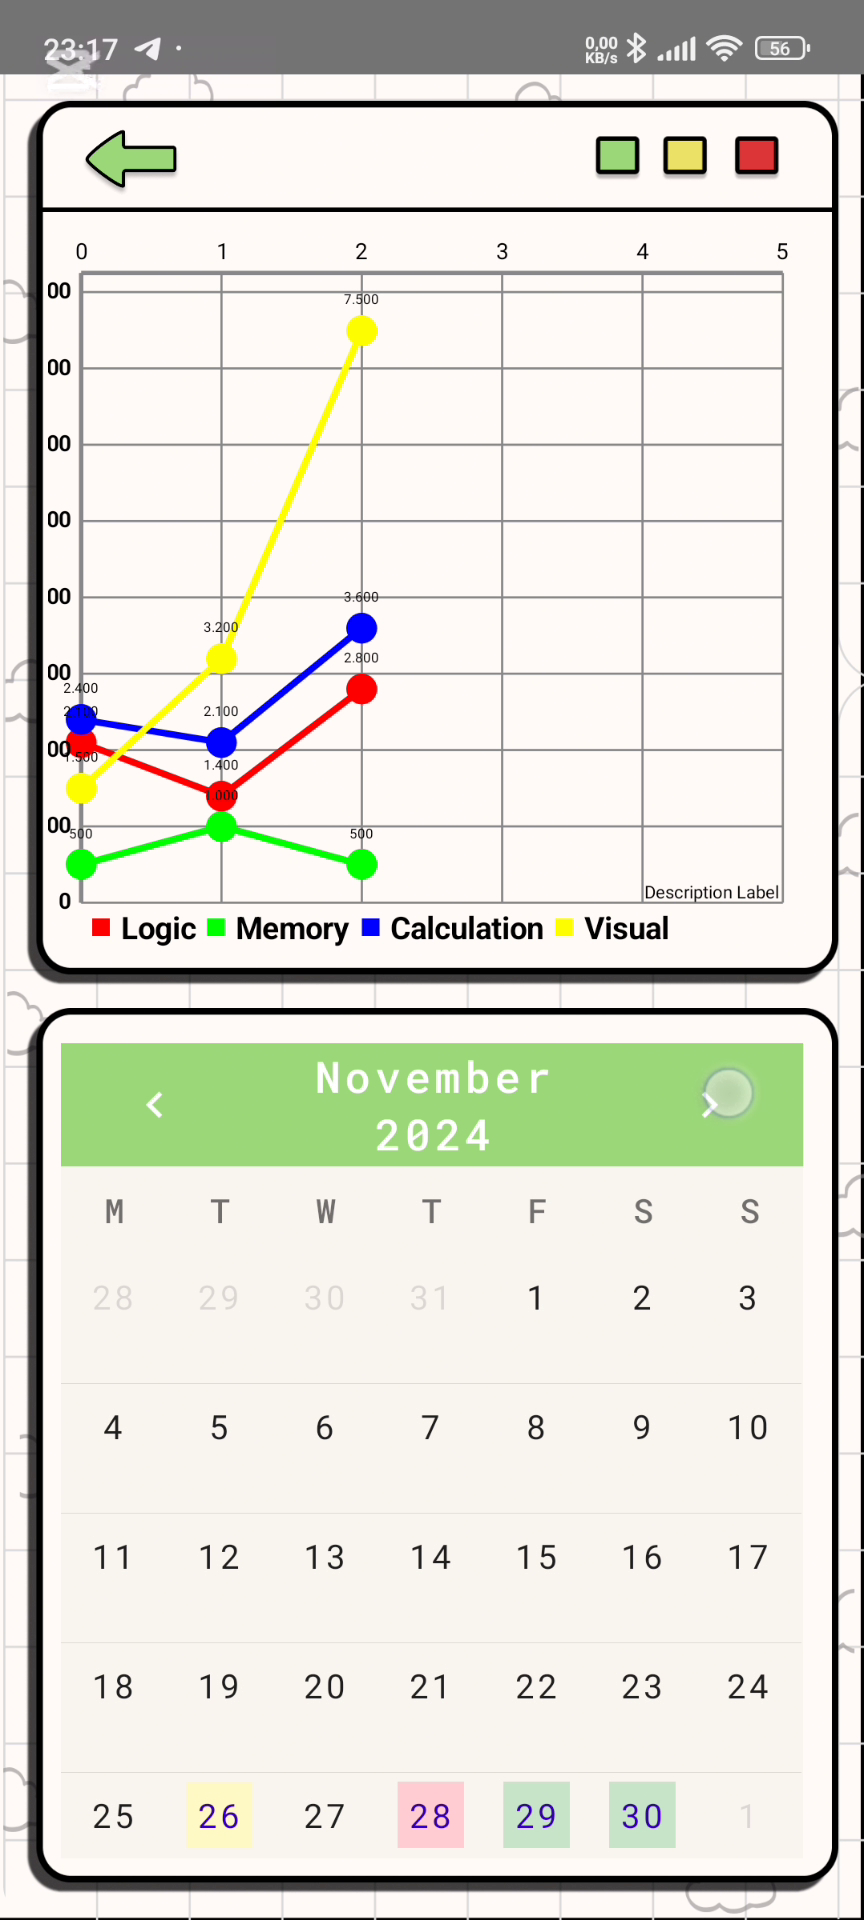 23:17
0,00
KB/s
56
0 1 2 3 4 5
00
7.500
00
00
00
00
3.600
3.200
2.800
00
2.400
2.100
2.100
00
1.500
1.400
1.000
00
500
500
0
Description Label
Logic Memory Calculation Visual
November
2024
M T W T F S S
28 29 30 31 1 2 3
4 5 6 7 8 9 10
11 12 13 14 15 16 17
18 19 20 21 22 23 24
25 26 27 28 29 30 1